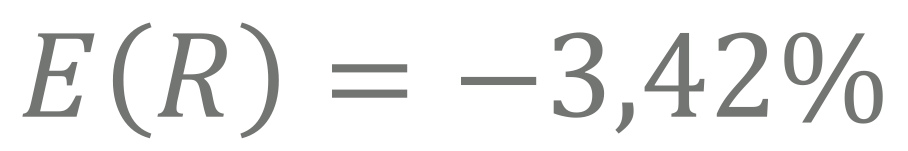 E(R) = −3,42%